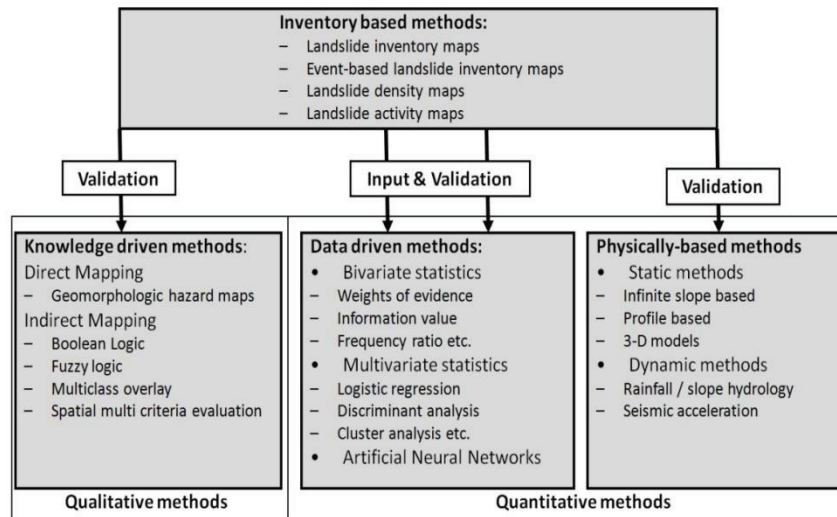 Inventory based methods:
– Landslide inventory maps
– Event-based landslide inventory maps
– Landslide density maps
– Landslide activity maps
Validation
Input & Validation
Validation
Knowledge driven methods:
Direct Mapping
– Geomorphologic hazard maps
Indirect Mapping
– Boolean Logic
– Fuzzy logic
– Multiclass overlay
– Spatial multi criteria evaluation
Qualitative methods
Data driven methods:
• Bivariate statistics
– Weights of evidence
– Information value
– Frequency ratio etc.
• Multivariate statistics
– Logistic regression
– Discriminant analysis
– Cluster analysis etc.
• Artificial Neural Networks
Physically-based methods
• Static methods
– Infinite slope based
– Profile based
– 3-D models
• Dynamic methods
– Rainfall / slope hydrology
– Seismic acceleration
Quantitative methods